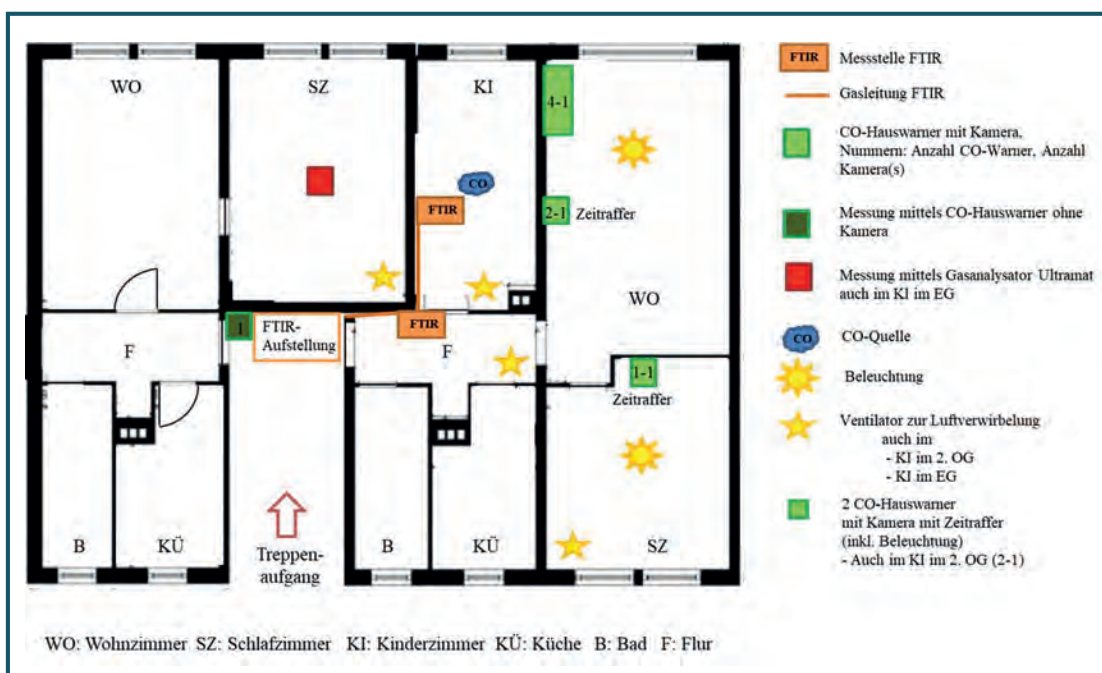 WO
SZ
KI
4-1
CO
FTIR
2-1 Zeitraffer
WO
1
FTIR-
Aufstellung
FTIR
F
F
1-1
Zeitraffer
B
KÜ
Treppen-
aufgang
B
KÜ
SZ
FTIR Messstelle FTIR
Gasleitung FTIR
CO-Hauswarner mit Kamera,
Nummern: Anzahl CO-Warner, Anzahl
Kamera(s)
Messung mittels CO-Hauswarner ohne
Kamera
Messung mittels Gasanalysator Ultramat
auch im KI im EG
CO CO-Quelle
Beleuchtung
Ventilator zur Luftverwirbelung
auch im
- KI im 2. OG
- KI im EG
2 CO-Hauswarner
mit Kamera mit Zeitraffer
(inkl. Beleuchtung)
- Auch im KI im 2. OG (2-1)
WO: Wohnzimmer SZ: Schlafzimmer KI: Kinderzimmer KÜ: Küche B: Bad F: Flur